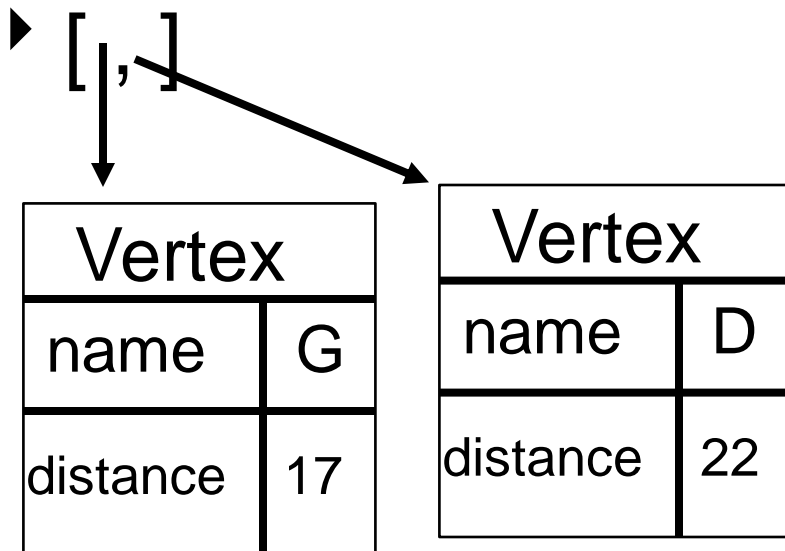 [ , ]
Vertex
name G
distance 17
Vertex
name D
distance 22